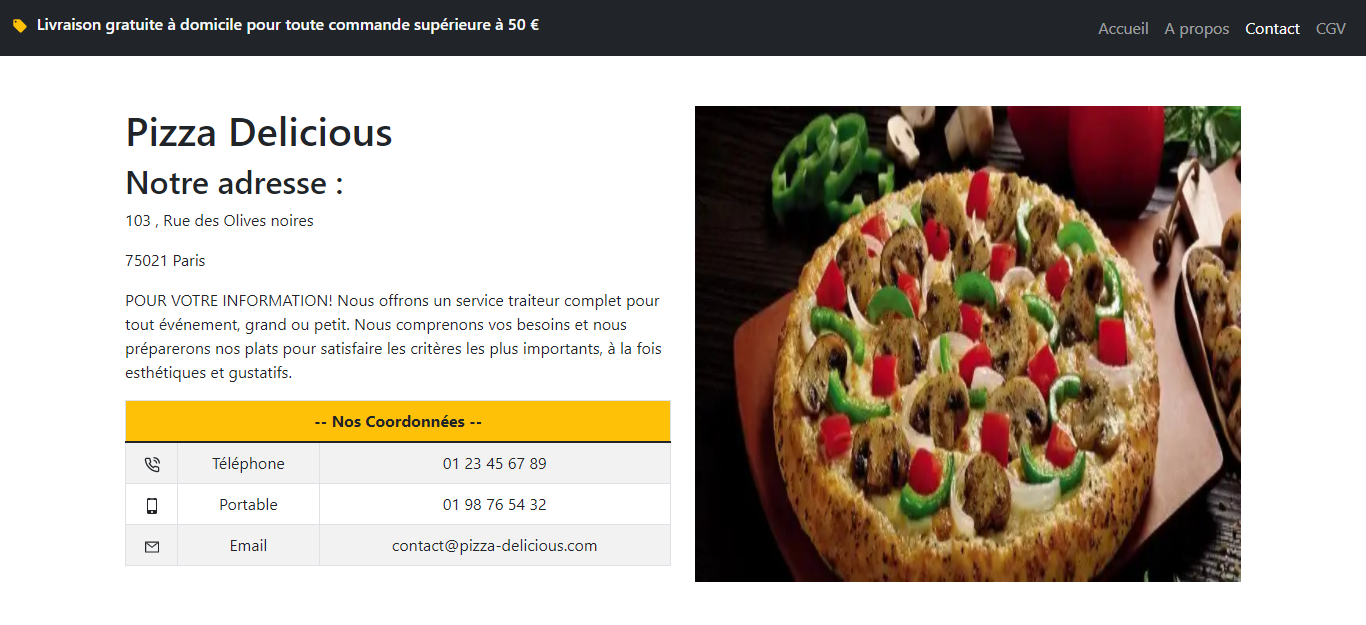 Livraison gratuite à domicile pour toute commande supérieure à 50 €
Accueil A propos Contact CGV
Pizza Delicious
Notre adresse :
103 , Rue des Olives noires
75021 Paris
POUR VOTRE INFORMATION! Nous offrons un service traiteur complet pour
tout événement, grand ou petit. Nous comprenons vos besoins et nous
préparerons nos plats pour satisfaire les critères les plus importants, à la fois
esthétiques et gustatifs.
-- Nos Coordonnées --
Téléphone 01 23 45 67 89
Portable 01 98 76 54 32
Email contact@pizza-delicious.com